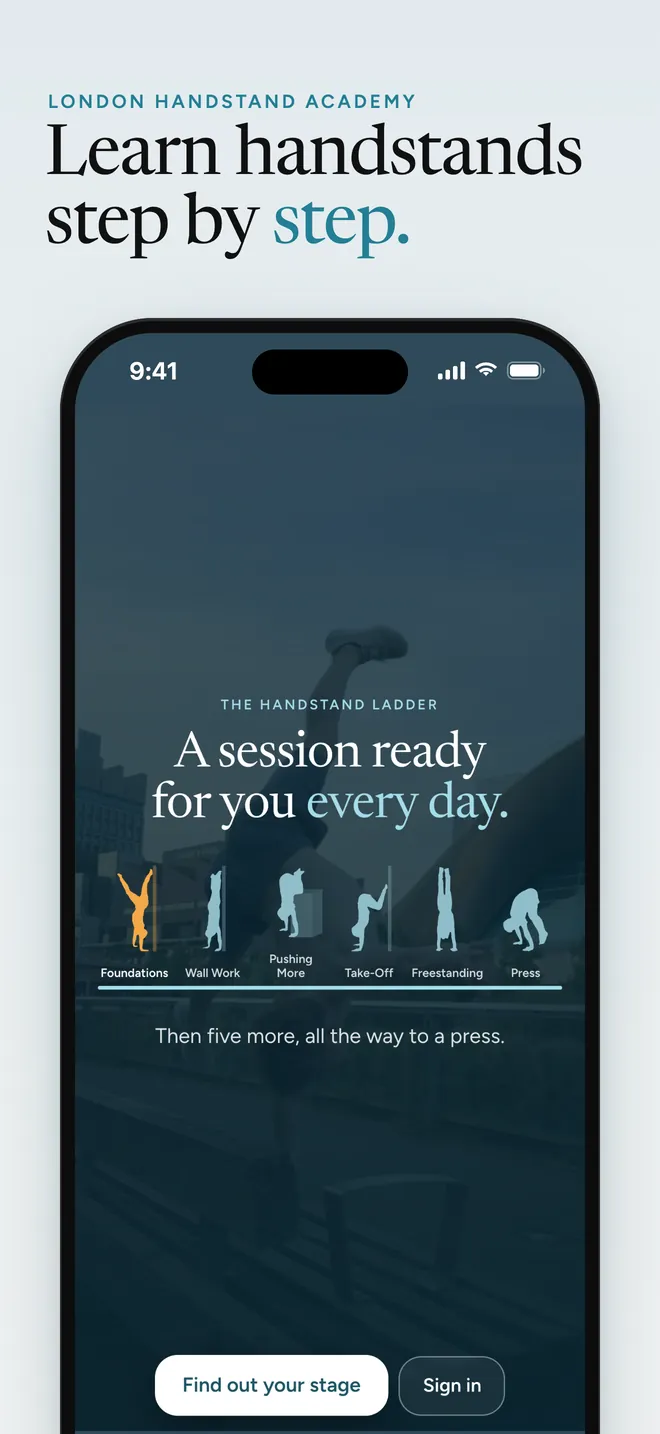 LONDON HANDSTAND ACADEMY
Learn handstands
step by step.
9:41
THE HANDSTAND LADDER
A session ready
for you every day.
Foundations
Wall Work
Pushing
More
Take-Off
Freestanding
Press
Then five more, all the way to a press.
Find out your stage
Sign in